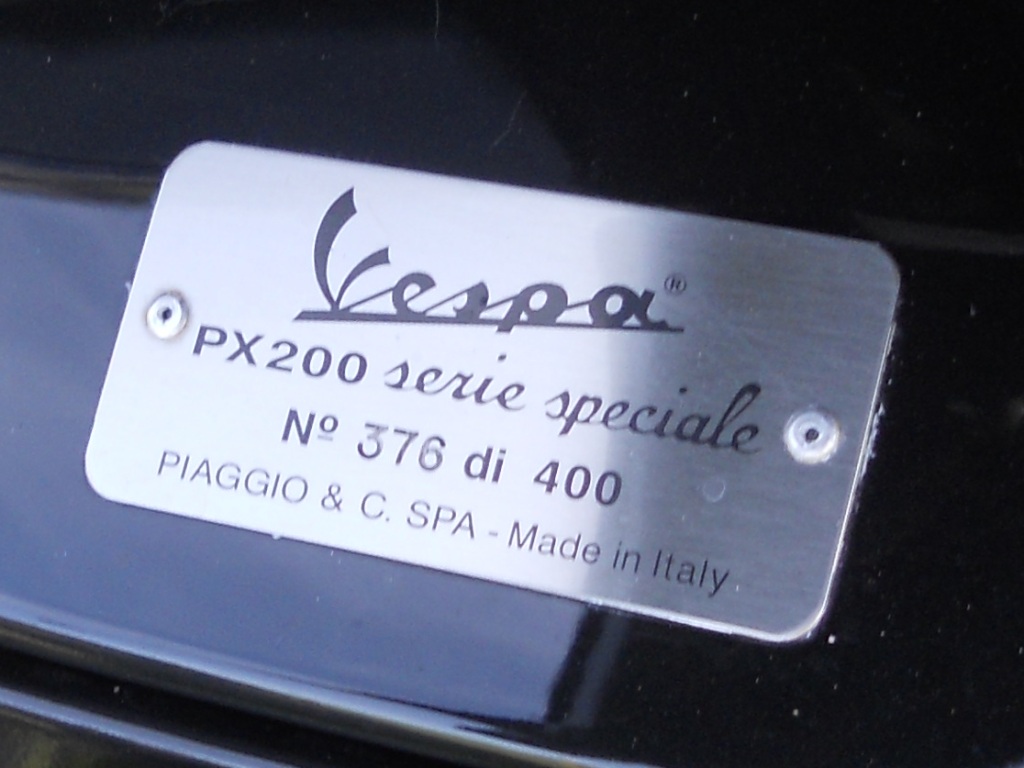 Vespa®
PX200 serie speciale
Nº 376 di 400
PIAGGIO & C. SPA - Made in Italy